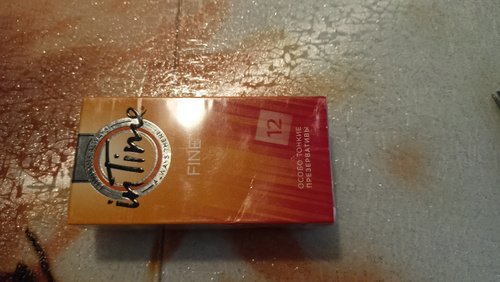 in Time
FINE
12
ОСОБО ТОНКИЕ
ПРЕЗЕРВАТИВЫ